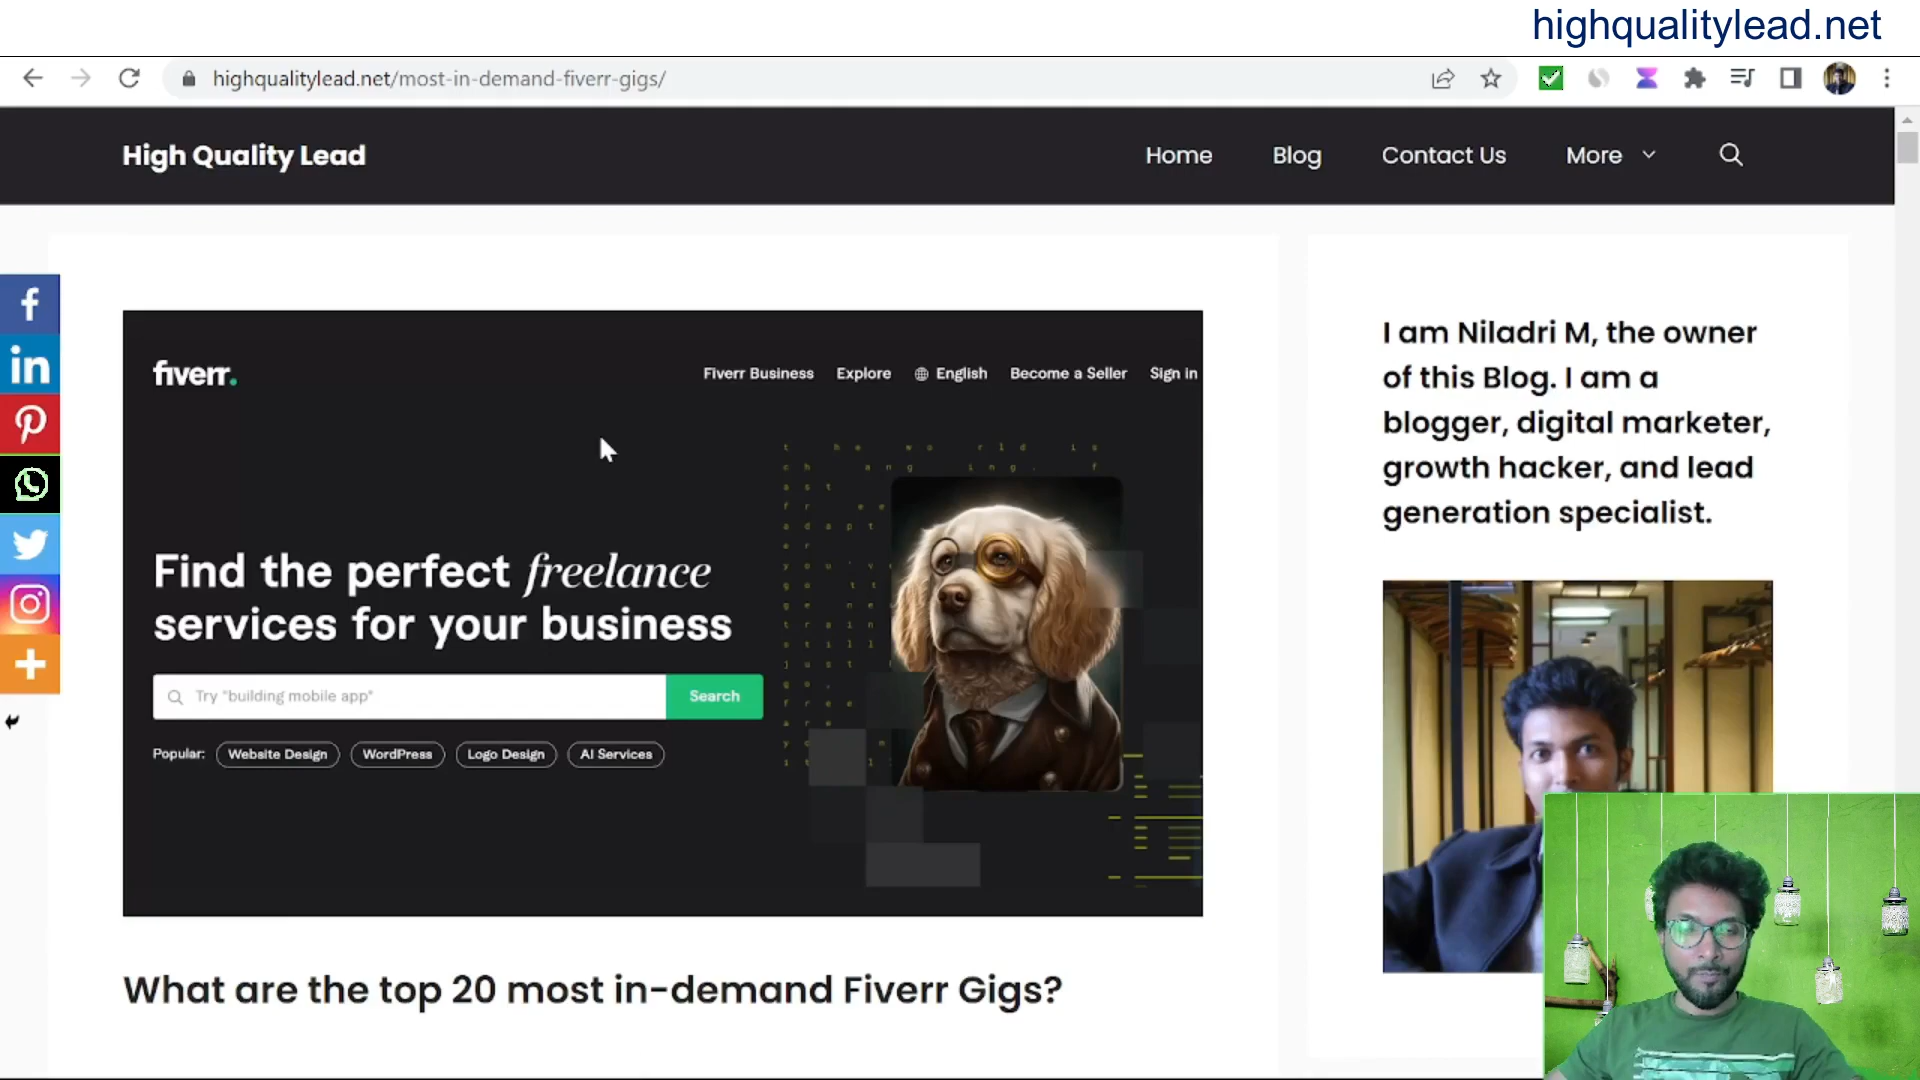 highqualitylead.net
highqualitylead.net/most-in-demand-fiverr-gigs/
High Quality Lead
Home Blog Contact Us More
fiverr.
Fiverr Business Explore English Become a Seller Sign in
Find the perfect freelance
services for your business
Try "building mobile app" Search
Popular: Website Design WordPress Logo Design AI Services
What are the top 20 most in-demand Fiverr Gigs?
I am Niladri M, the owner
of this Blog. I am a
blogger, digital marketer,
growth hacker, and lead
generation specialist.